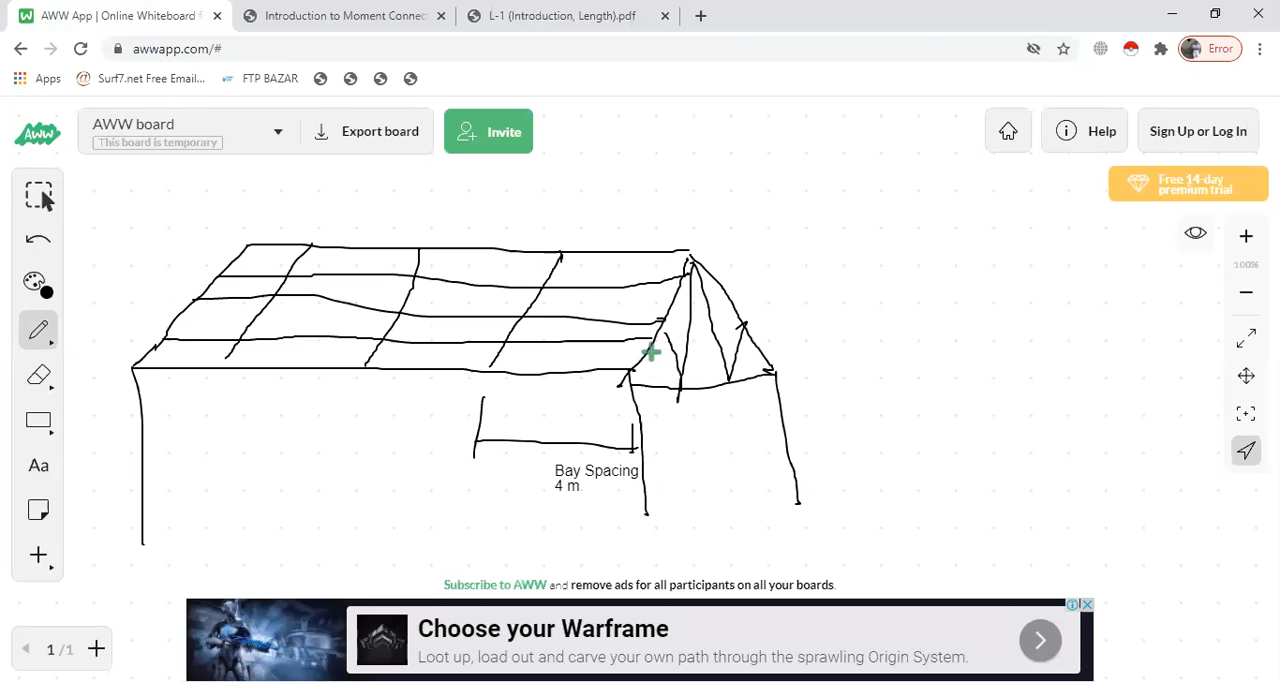 AWW App | Online Whiteboard f
Introduction to Moment Connec
L-1 (Introduction, Length).pdf
awwapp.com/#
Error
Apps
Surf7.net Free Email...
FTP BAZAR
AWW
AWW board
This board is temporary
Export board
Invite
Help
Sign Up or Log In
Free 14-day
premium trial
100%
Aa
Bay Spacing
4 m
Subscribe to AWW and remove ads for all participants on all your boards.
Choose your Warframe
Loot up, load out and carve your own path through the sprawling Origin System.
1 /1